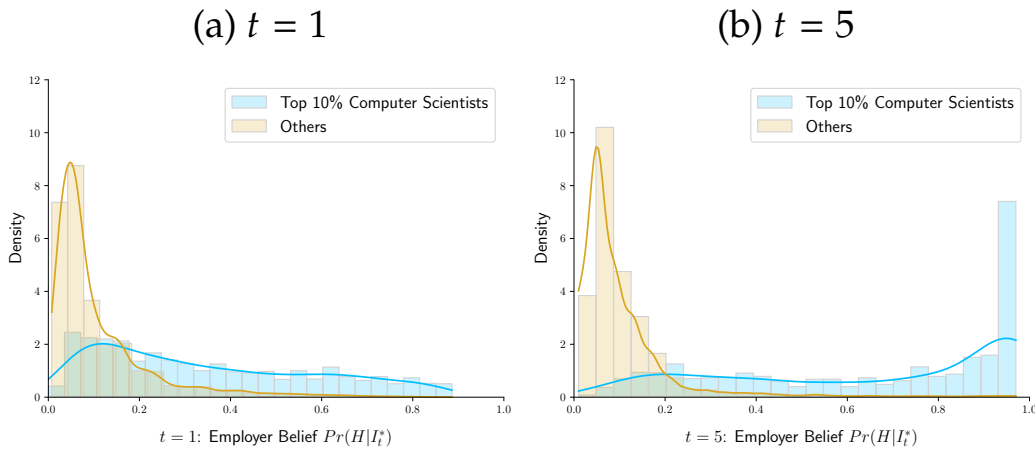 (a) t = 1
(b) t = 5
12
10
8
6
4
2
0
Density
Top 10% Computer Scientists
Others
0.0 0.2 0.4 0.6 0.8 1.0
t = 1: Employer Belief Pr(H|I*t)
12
10
8
6
4
2
0
Density
Top 10% Computer Scientists
Others
0.0 0.2 0.4 0.6 0.8 1.0
t = 5: Employer Belief Pr(H|I*t)